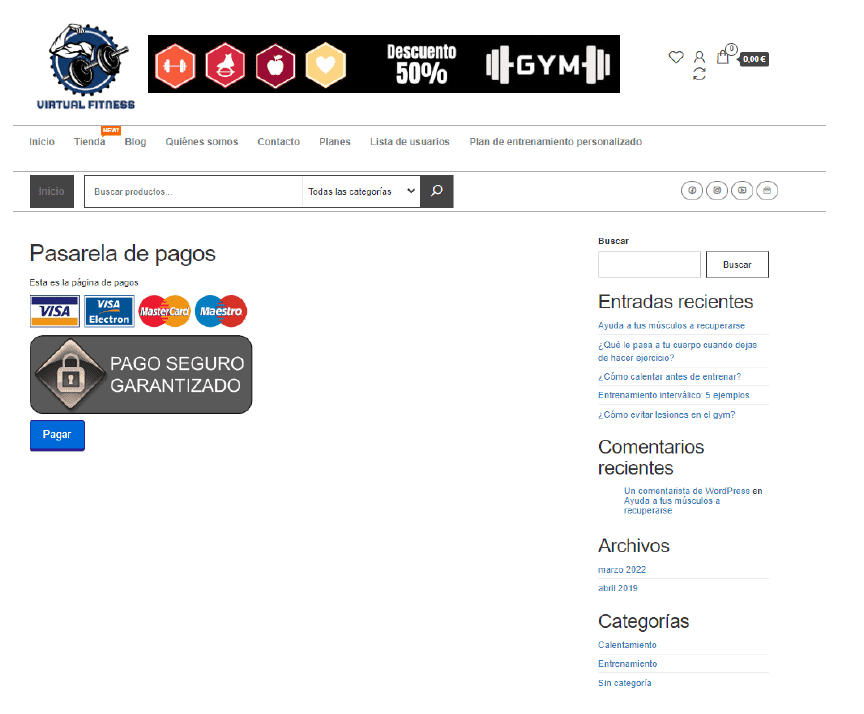 VIRTUAL FITNESS
Descuento
50%
GYM
0
0,00 €
NEW!
Inicio Tienda Blog Quiénes somos Contacto Planes Lista de usuarios Plan de entrenamiento personalizado
Inicio
Buscar productos...
Todas las categorías
Pasarela de pagos
Esta es la página de pagos
VISA
VISA
Electron
MasterCard
Maestro
PAGO SEGURO
GARANTIZADO
Pagar
Buscar
Buscar
Entradas recientes
Ayuda a tus músculos a recuperarse
¿Qué le pasa a tu cuerpo cuando dejas
de hacer ejercicio?
¿Cómo calentar antes de entrenar?
Entrenamiento interválico: 5 ejemplos
¿Cómo evitar lesiones en el gym?
Comentarios
recientes
Un comentarista de WordPress en
Ayuda a tus músculos a
recuperarse
Archivos
marzo 2022
abril 2019
Categorías
Calentamiento
Entrenamiento
Sin categoría